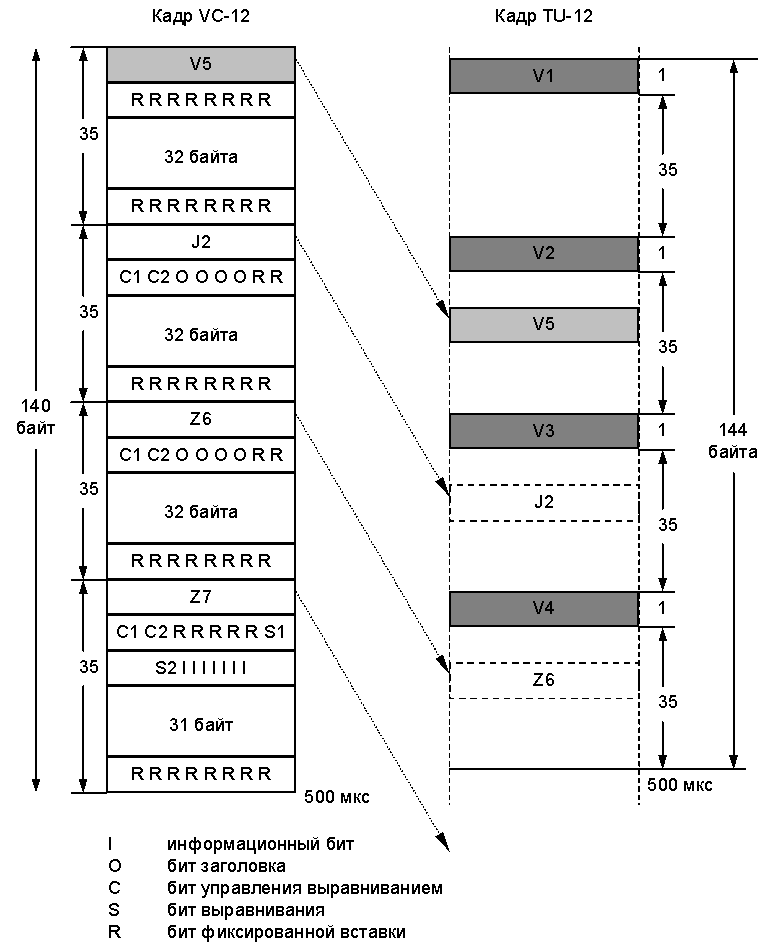 Кадр VC-12
V5
R R R R R R R R
32 байта
R R R R R R R R
J2
C1 C2 O O O O R R
32 байта
R R R R R R R R
Z6
C1 C2 O O O O R R
32 байта
R R R R R R R R
Z7
C1 C2 R R R R R S1
S2 I I I I I I I
31 байт
R R R R R R R R
35
35
35
35
140
байт
500 мкс
Кадр TU-12
V1
V2
V5
V3
J2
V4
Z6
1
35
1
35
1
35
1
35
144
байта
500 мкс
I информационный бит
O бит заголовка
C бит управления выравниванием
S бит выравнивания
R бит фиксированной вставки